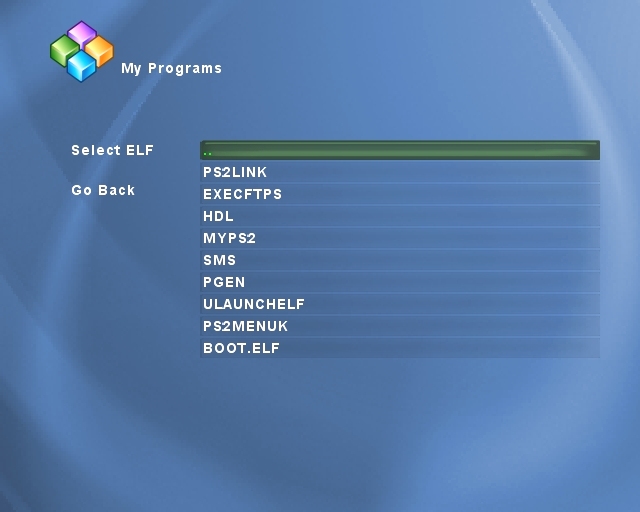 My Programs
Select ELF
..
Go Back
PS2LINK
EXECFTPS
HDL
MYPS2
SMS
PGEN
ULAUNCHELF
PS2MENUK
BOOT.ELF